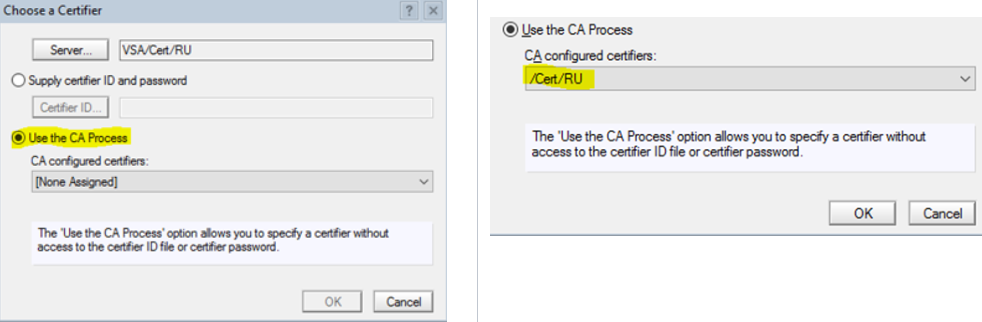 Choose a Certifier
Server...
VSA/Cert/RU
Supply certifier ID and password
Certifier ID...
Use the CA Process
CA configured certifiers:
[None Assigned]
The 'Use the CA Process' option allows you to specify a certifier without
access to the certifier ID file or certifier password.
OK
Cancel
Use the CA Process
CA configured certifiers:
/Cert/RU
The 'Use the CA Process' option allows you to specify a certifier without
access to the certifier ID file or certifier password.
OK
Cancel